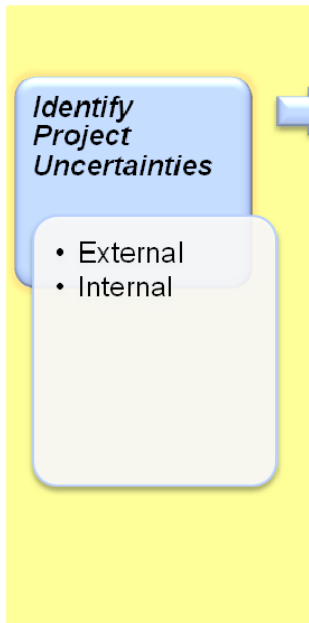 Identify
Project
Uncertainties
• External
• Internal